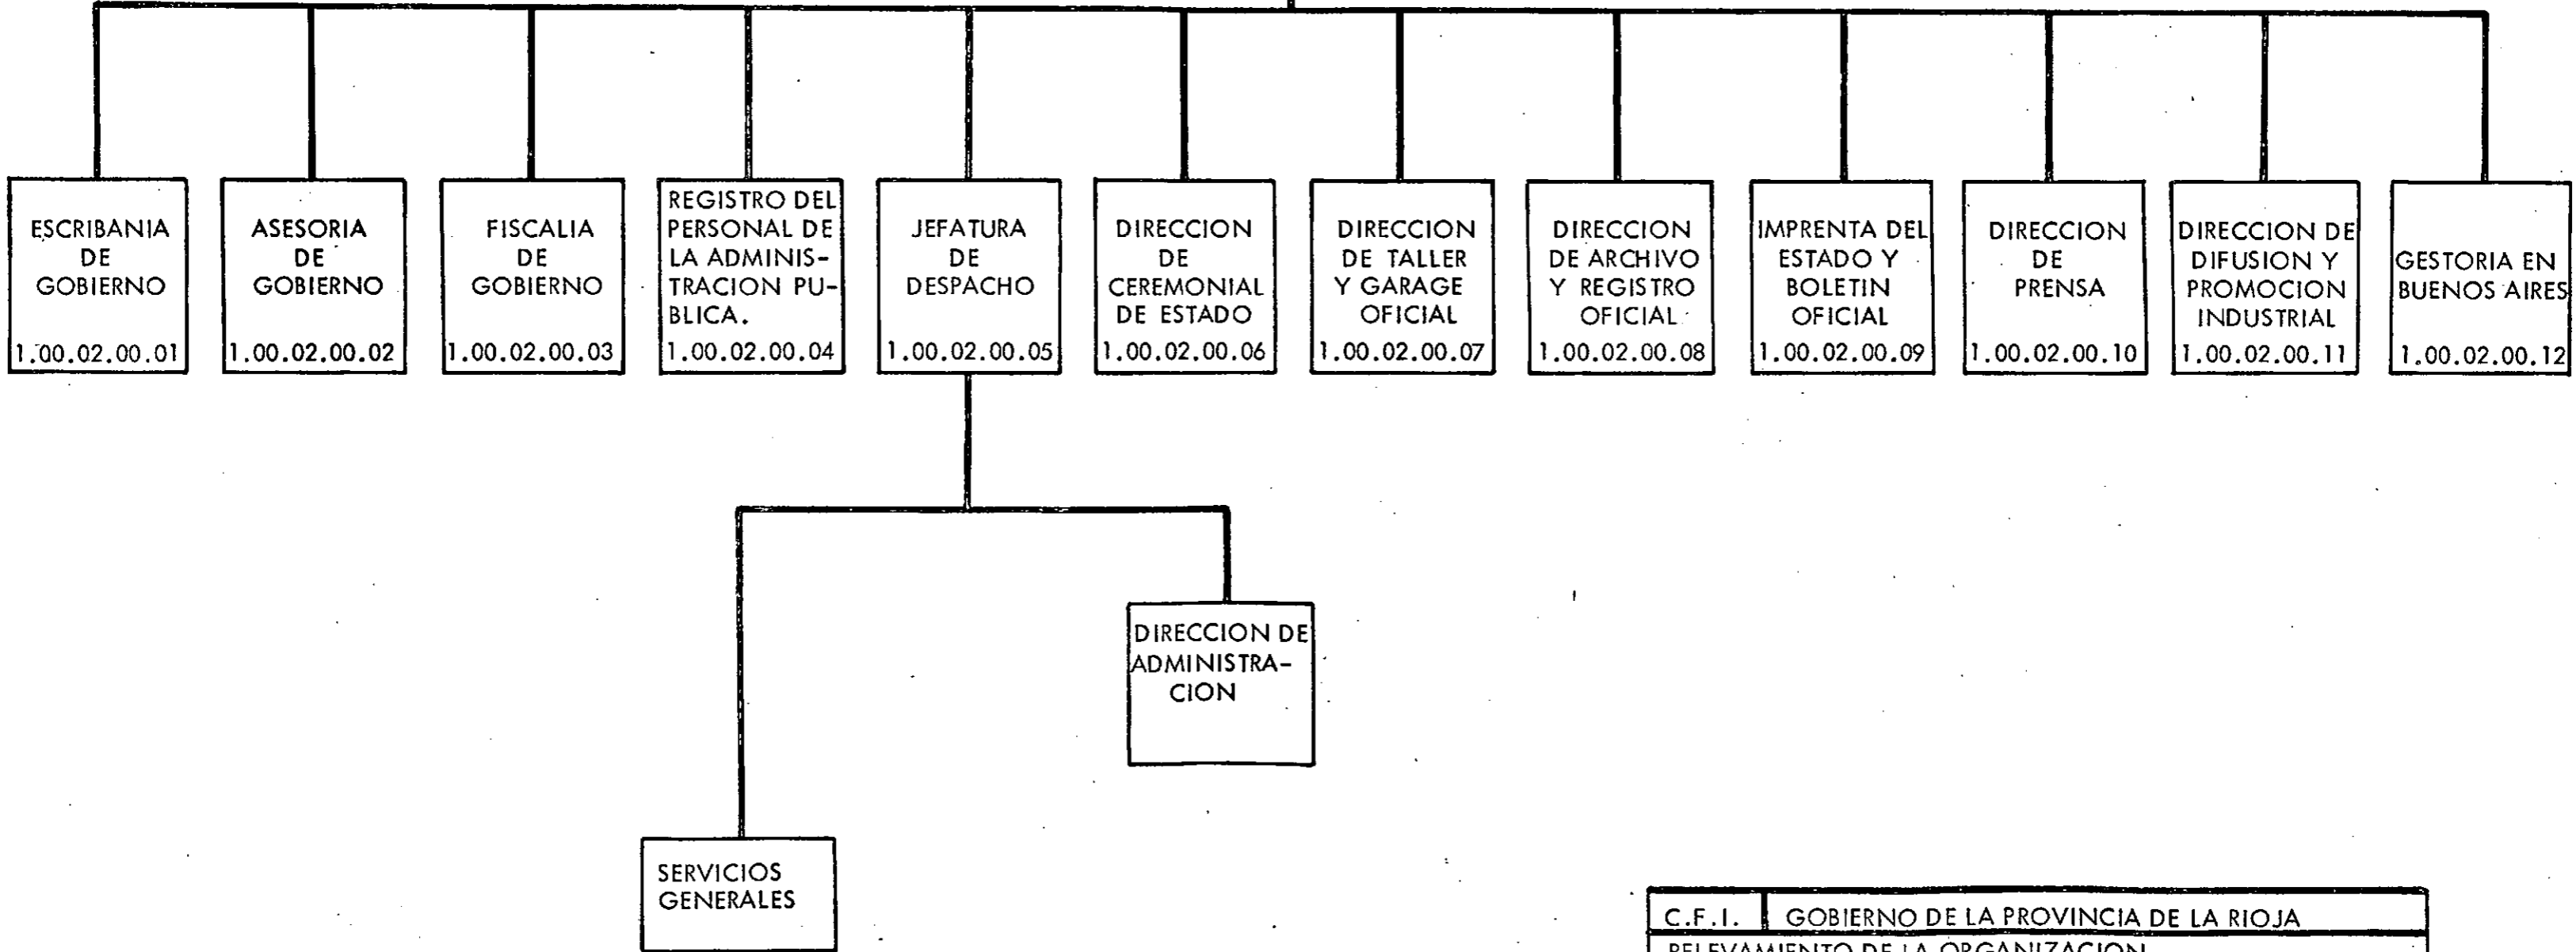 ESCRIBANIA
DE
GOBIERNO
1.00.02.00.01
ASESORIA
DE
GOBIERNO
1.00.02.00.02
FISCALIA
DE
GOBIERNO
1.00.02.00.03
REGISTRO DEL
PERSONAL DE
LA ADMINIS-
TRACION PU-
BLICA.
1.00.02.00.04
JEFATURA
DE
DESPACHO
1.00.02.00.05
DIRECCION
DE
CEREMONIAL
DE ESTADO
1.00.02.00.06
DIRECCION
DE TALLER
Y GARAGE
OFICIAL
1.00.02.00.07
DIRECCION
DE ARCHIVO
Y REGISTRO
OFICIAL
1.00.02.00.08
IMPRENTA DEL
ESTADO Y
BOLETIN
OFICIAL
1.00.02.00.09
DIRECCION
DE
PRENSA
1.00.02.00.10
DIRECCION DE
DIFUSION Y
PROMOCION
INDUSTRIAL
1.00.02.00.11
GESTORIA EN
BUENOS AIRES
1.00.02.00.12
DIRECCION DE
ADMINISTRA-
CION
SERVICIOS
GENERALES
C.F.I. GOBIERNO DE LA PROVINCIA DE LA RIOJA
RELEVAMIENTO DE LA ORGANIZACION